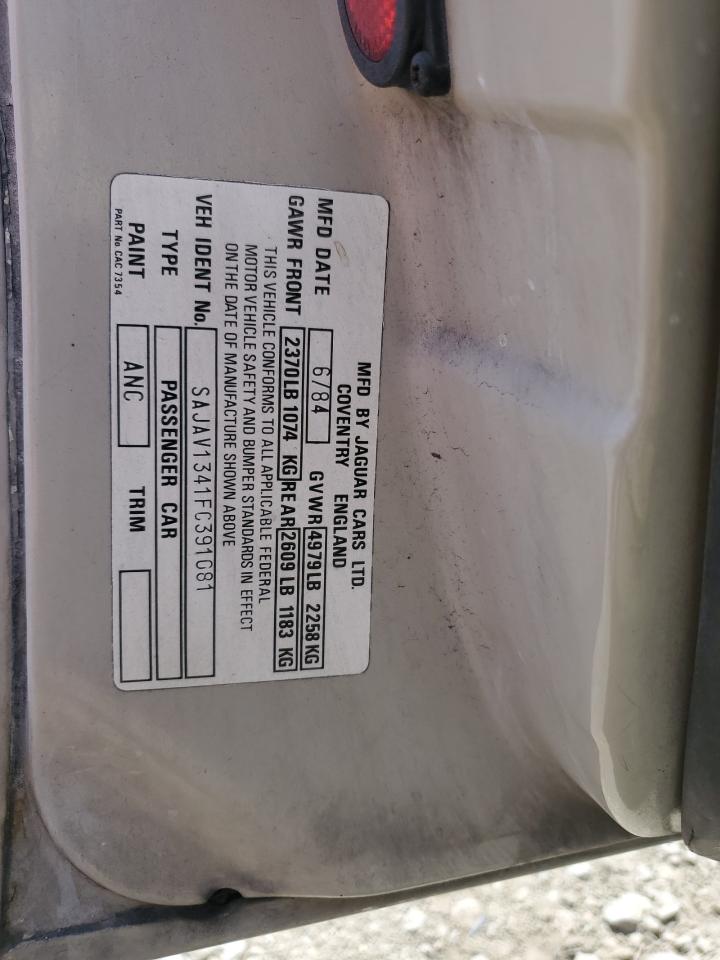 MFD BY JAGUAR CARS LTD.
COVENTRY ENGLAND
MFD DATE 6/84 GVWR 4979 LB 2258 KG
GAWR FRONT 2370 LB 1074 KG REAR 2609 LB 1183 KG
THIS VEHICLE CONFORMS TO ALL APPLICABLE FEDERAL
MOTOR VEHICLE SAFETY AND BUMPER STANDARDS IN EFFECT
ON THE DATE OF MANUFACTURE SHOWN ABOVE
VEH IDENT No. SAJAV1341FC391081
TYPE PASSENGER CAR
PAINT ANC TRIM
PART No CAC 7354